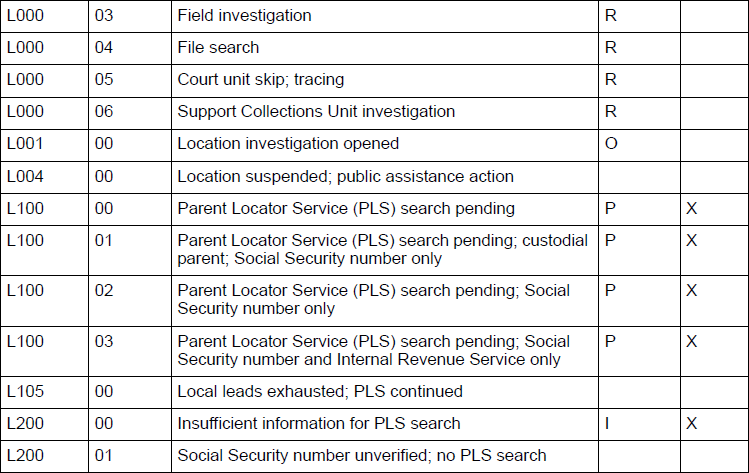 L000 03 Field investigation R
L000 04 File search R
L000 05 Court unit skip; tracing R
L000 06 Support Collections Unit investigation R
L001 00 Location investigation opened O
L004 00 Location suspended; public assistance action
L100 00 Parent Locator Service (PLS) search pending P X
L100 01 Parent Locator Service (PLS) search pending; custodial P X
parent; Social Security number only
L100 02 Parent Locator Service (PLS) search pending; Social P X
Security number only
L100 03 Parent Locator Service (PLS) search pending; Social P X
Security number and Internal Revenue Service only
L105 00 Local leads exhausted; PLS continued
L200 00 Insufficient information for PLS search I X
L200 01 Social Security number unverified; no PLS search